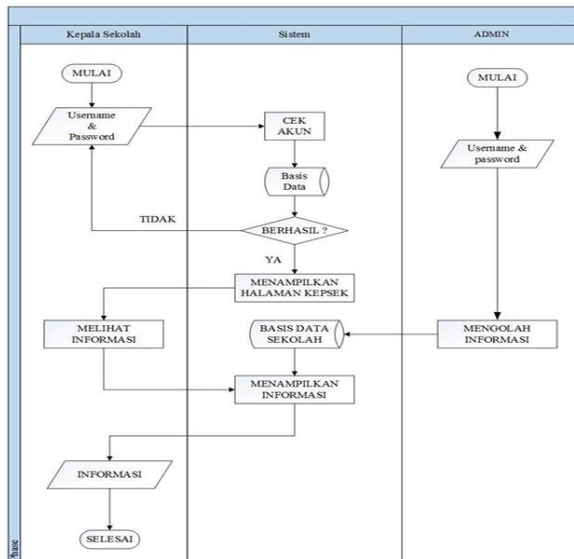 Kepala Sekolah
Sistem
ADMIN
MULAI
MULAI
Username
&
Password
CEK
AKUN
Username &
password
Basis
Data
TIDAK
BERHASIL ?
YA
MENAMPILKAN
HALAMAN KEPSEK
MELIHAT
INFORMASI
BASIS DATA
SEKOLAH
MENGOLAH
INFORMASI
MENAMPILKAN
INFORMASI
INFORMASI
SELESAI
Phase